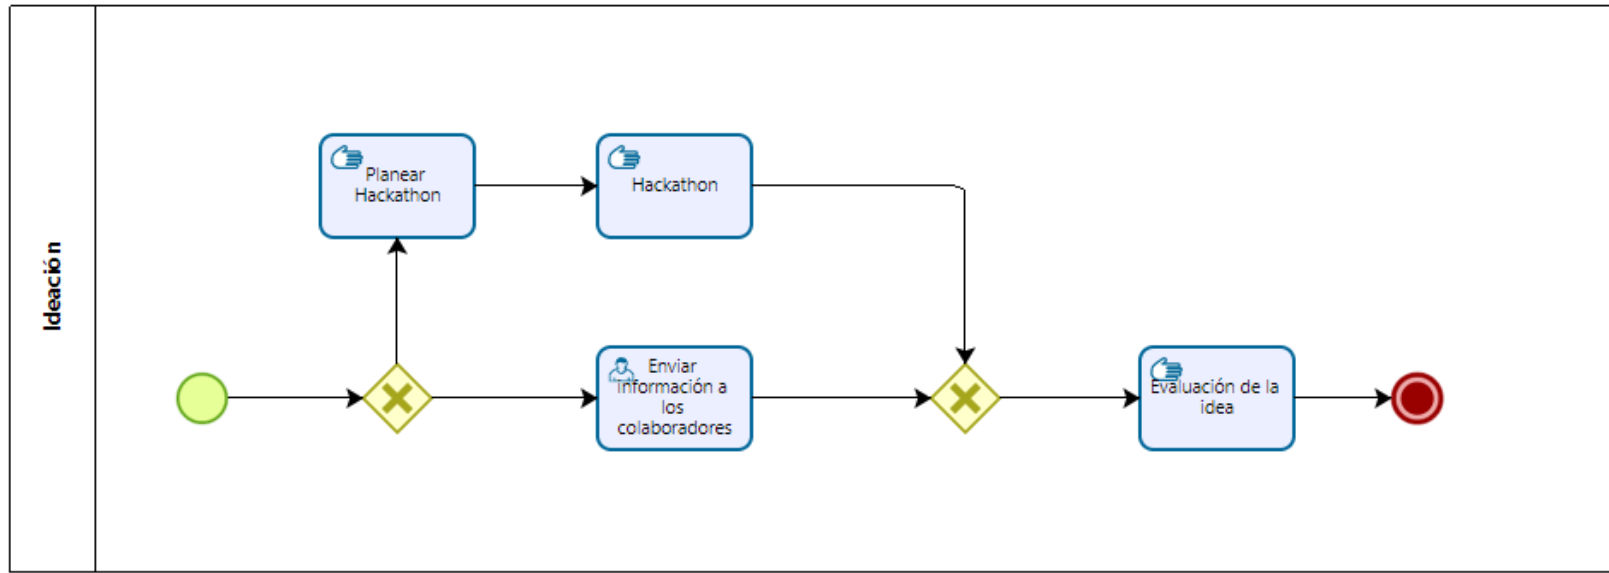 Ideación
Planear
Hackathon
Hackathon
Enviar
información a
los
colaboradores
Evaluación de la
idea